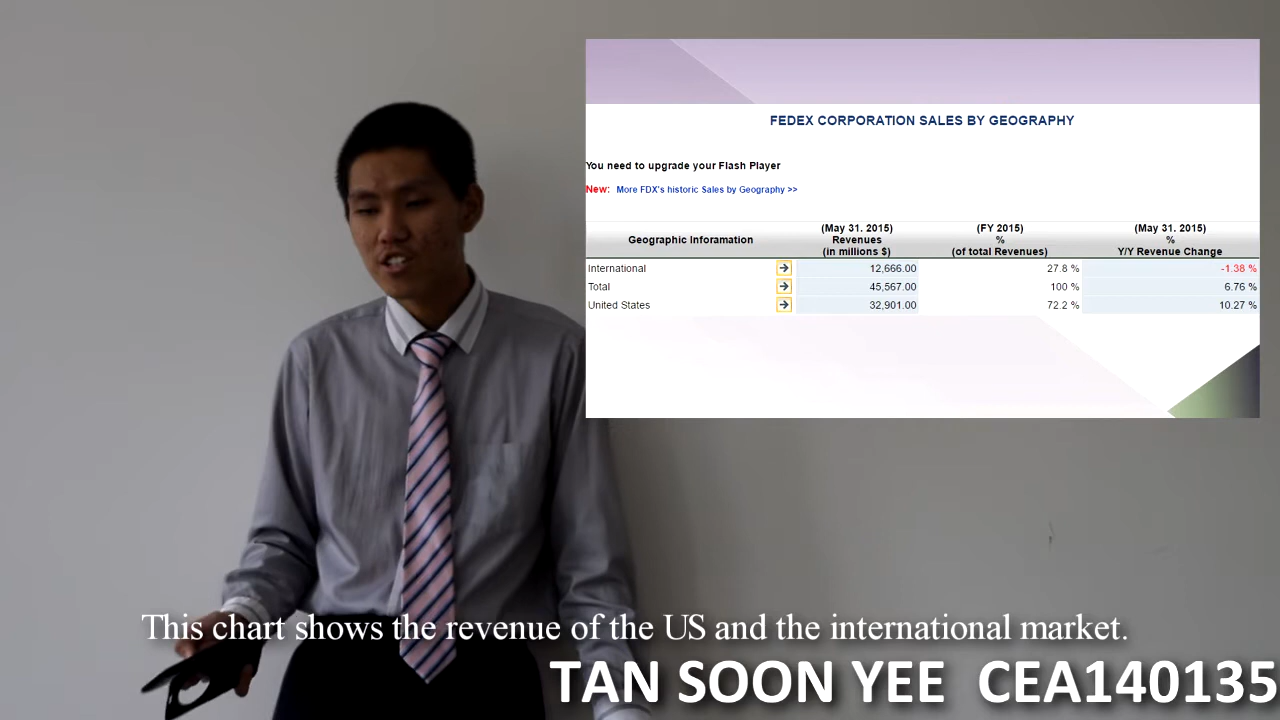 FEDEX CORPORATION SALES BY GEOGRAPHY
You need to upgrade your Flash Player
New: More FDX's historic Sales by Geography >>
Geographic Inforamation (May 31. 2015) Revenues (in millions $) (FY 2015) % (of total Revenues) (May 31. 2015) % Y/Y Revenue Change
International 12,666.00 27.8 % -1.38 %
Total 45,567.00 100 % 6.76 %
United States 32,901.00 72.2 % 10.27 %
This chart shows the revenue of the US and the international market.
TAN SOON YEE CEA140135